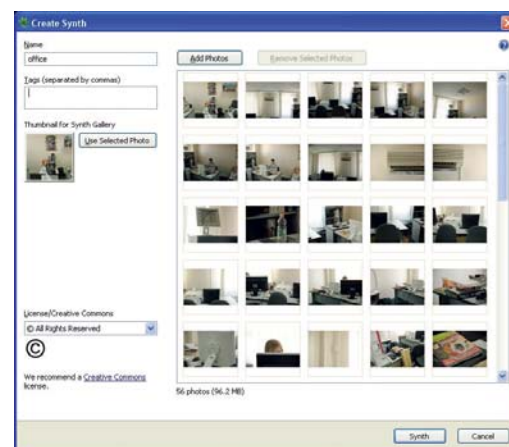 Create Synth
Name
office
Add Photos
Remove Selected Photos
Tags (separated by commas)
Thumbnail for Synth Gallery
Use Selected Photo
License/Creative Commons
© All Rights Reserved
©
We recommend a Creative Commons
license.
56 photos (96.2 MB)
Synth
Cancel